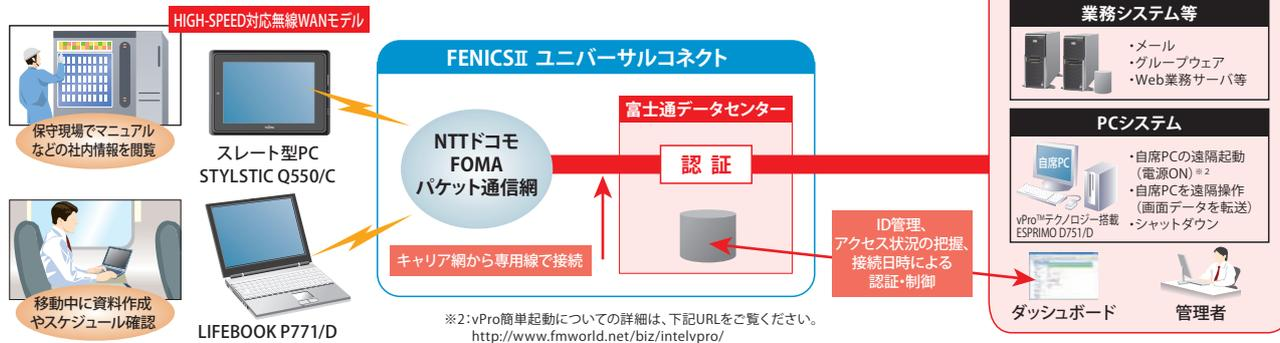 HIGH-SPEED対応無線WANモデル
保守現場でマニュアル
などの社内情報を閲覧
スレート型PC
STYLSTIC Q550/C
移動中に資料作成
やスケジュール確認
LIFEBOOK P771/D
FENICSⅡ ユニバーサルコネクト
NTTドコモ
FOMA
パケット通信網
キャリア網から専用線で接続
富士通データセンター
認 証
ID管理、
アクセス状況の把握、
接続日時による
認証・制御
※2：vPro簡単起動についての詳細は、下記URLをご覧ください。
http://www.fmworld.net/biz/intelvpro/
業務システム等
・メール
・グループウェア
・Web業務サーバ等
PCシステム
自席PC
vPro™テクノロジー搭載
ESPRIMO D751/D
・自席PCの遠隔起動
（電源ON）※2
・自席PCを遠隔操作
（画面データを転送）
・シャットダウン
ダッシュボード
管理者